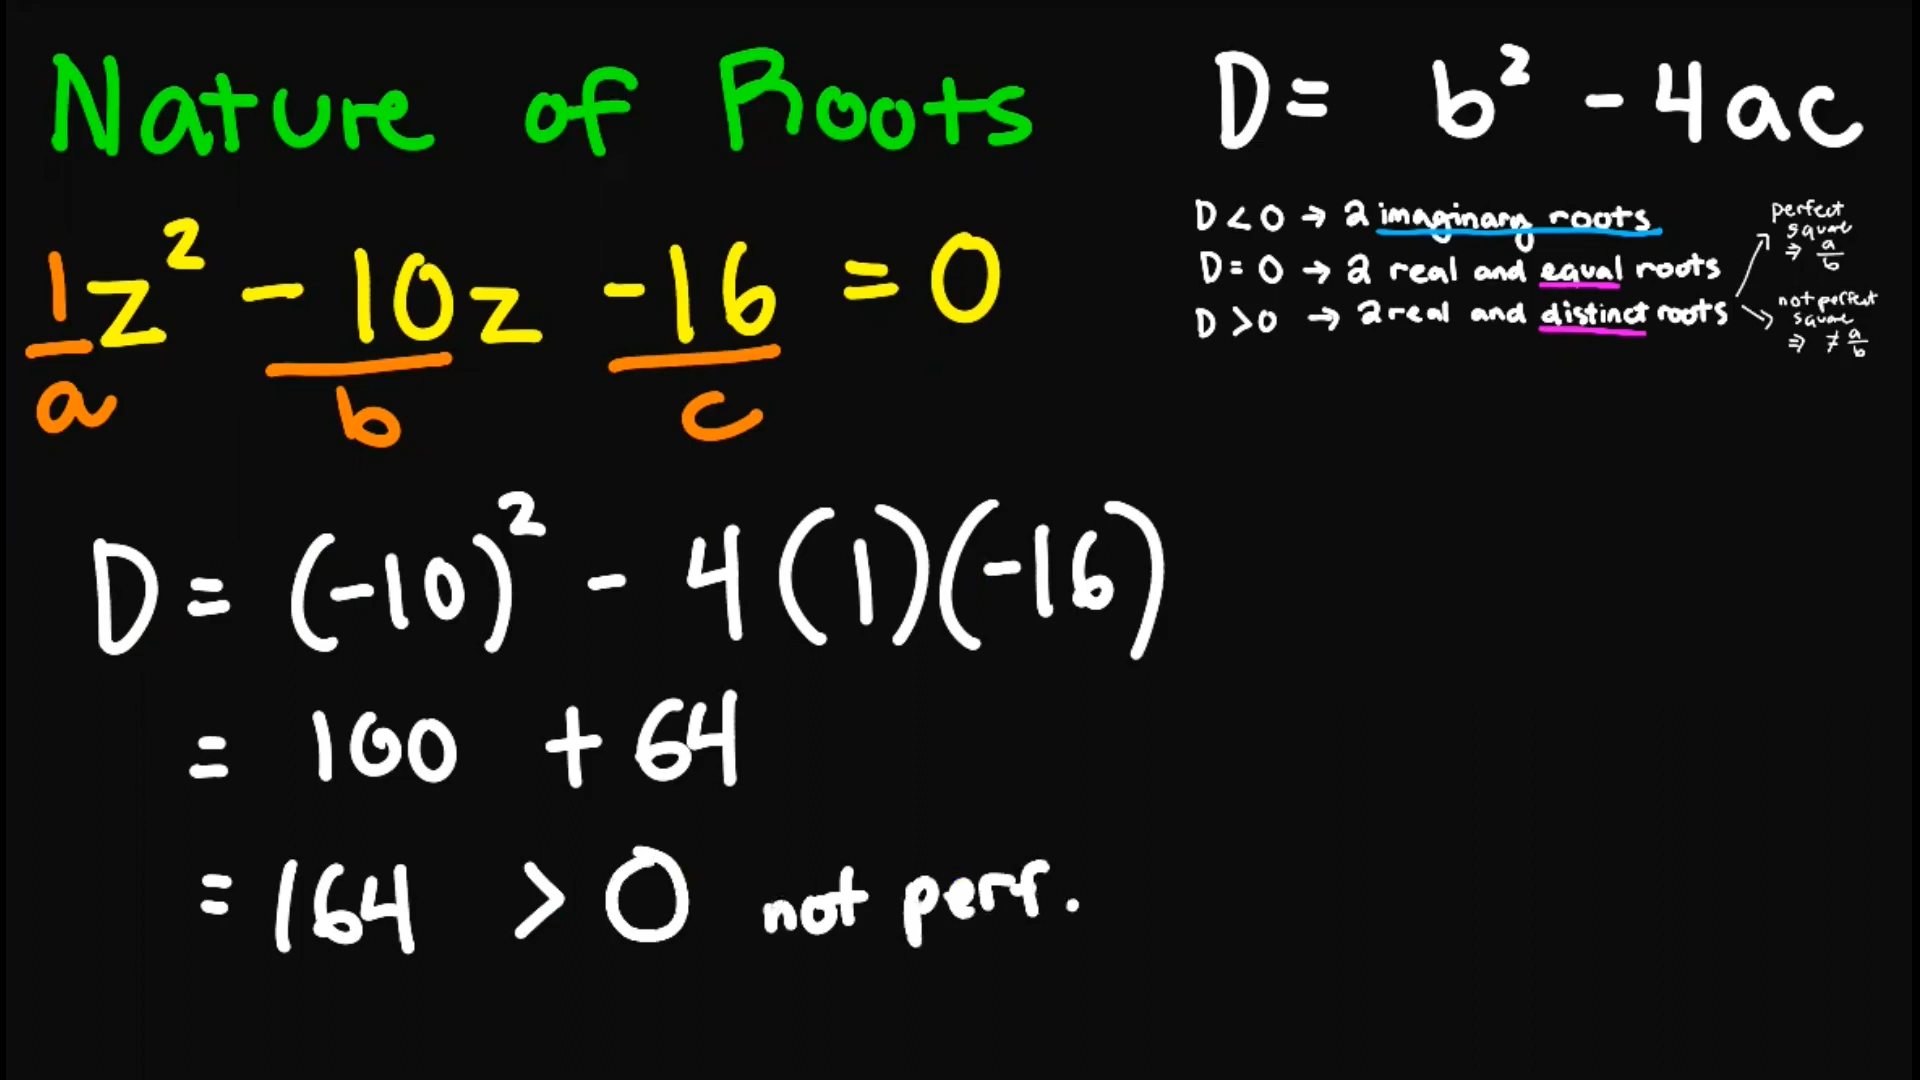 Nature of Roots
D = b² - 4ac
D < 0 → 2 imaginary roots
D = 0 → 2 real and equal roots
D > 0 → 2 real and distinct roots
perfect
square
⇒ a/b
not perfect
square
⇒ ≠ a/b
1z² - 10z - 16 = 0
a b c
D = (-10)² - 4(1)(-16)
= 100 + 64
= 164 > 0 not perf.